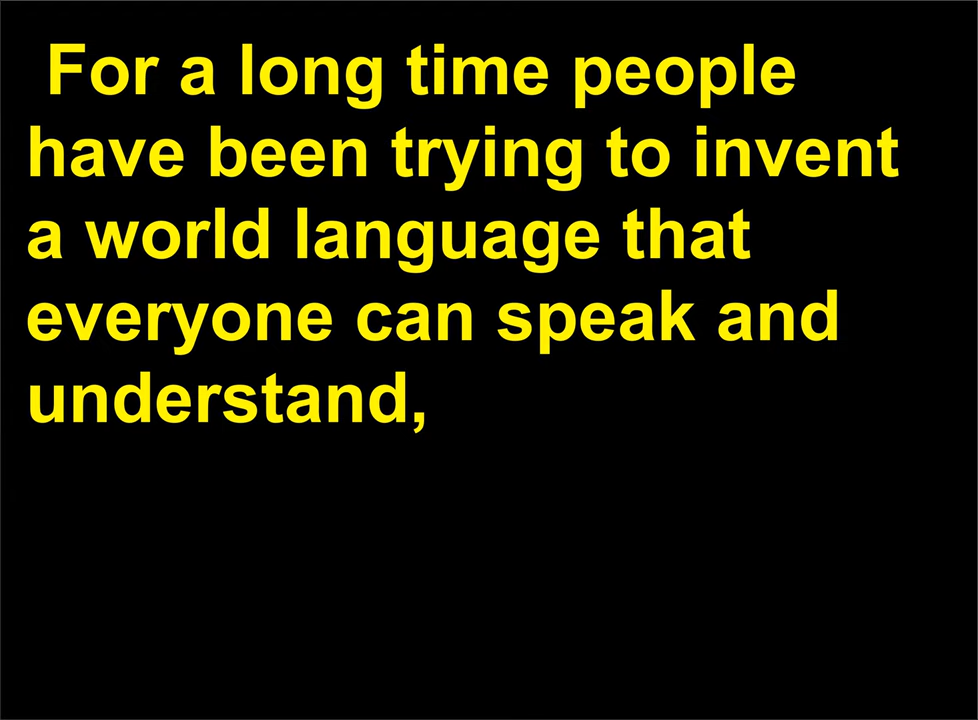 For a long time people
have been trying to invent
a world language that
everyone can speak and
understand,